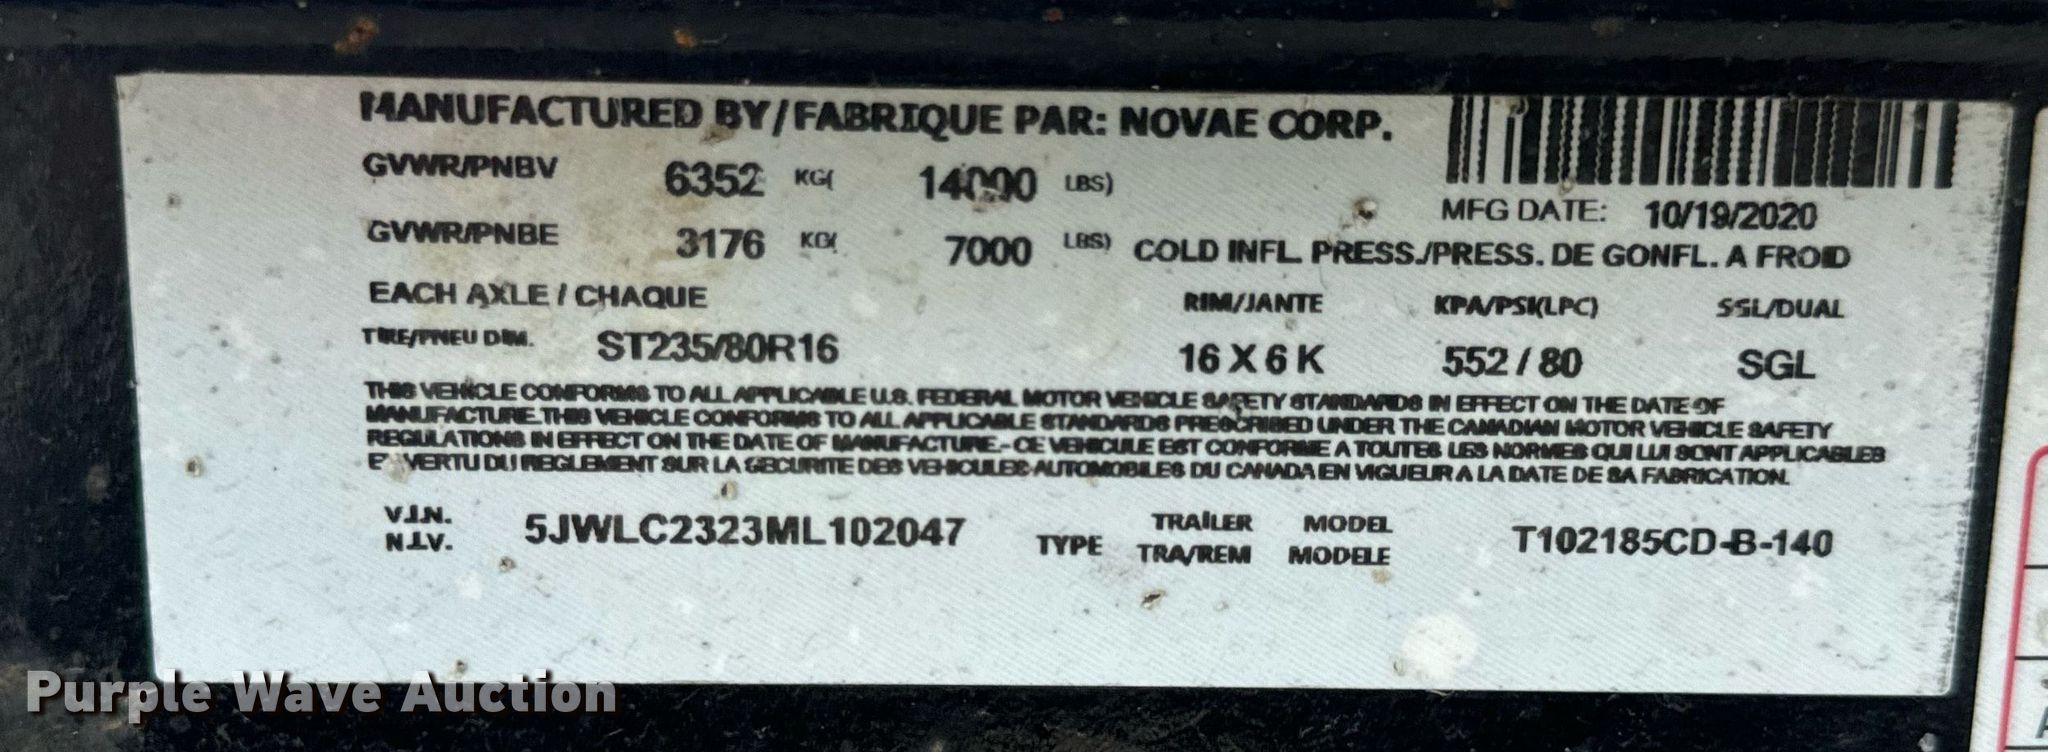 MANUFACTURED BY/FABRIQUE PAR: NOVAE CORP.
GVWR/PNBV 6352 KG( 14000 LBS)
MFG DATE: 10/19/2020
GVWR/PNBE 3176 KG( 7000 LBS) COLD INFL. PRESS./PRESS. DE GONFL. A FROID
EACH AXLE / CHAQUE RIM/JANTE KPA/PSI(LPC) SGL/DUAL
TIRE/PNEU DIM. ST235/80R16 16 X 6 K 552 / 80 SGL
THIS VEHICLE CONFORMS TO ALL APPLICABLE U.S. FEDERAL MOTOR VEHICLE SAFETY STANDARDS IN EFFECT ON THE DATE OF
MANUFACTURE.THIS VEHICLE CONFORMS TO ALL APPLICABLE STANDARDS PRESCRIBED UNDER THE CANADIAN MOTOR VEHICLE SAFETY
REGULATIONS IN EFFECT ON THE DATE OF MANUFACTURE.- CE VEHICULE EST CONFORME A TOUTES LES NORMES QUI LUI SONT APPLICABLES
EN VERTU DU REGLEMENT SUR LA SECURITE DES VEHICULES AUTOMOBILES DU CANADA EN VIGUEUR A LA DATE DE SA FABRICATION.
V.I.N. 5JWLC2323ML102047 TYPE TRAILER MODEL T102185CD-B-140
N.I.V. TRA/REM MODELE
Purple Wave Auction